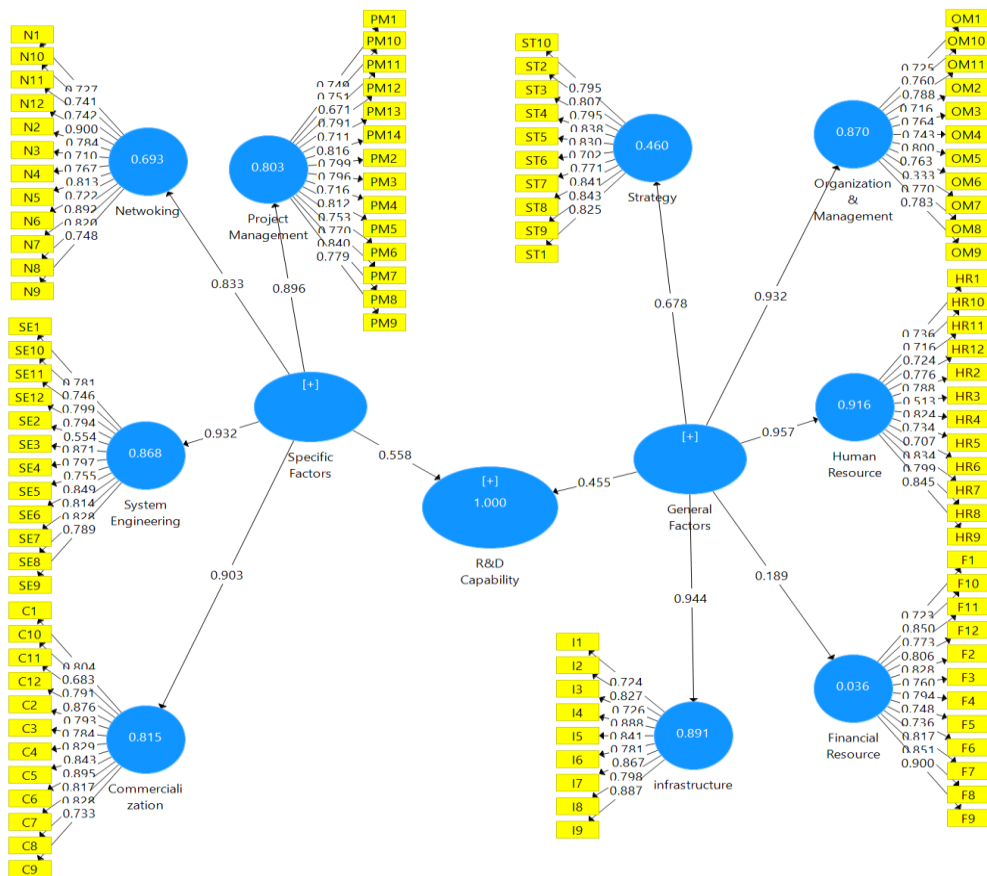 N1
N10
N11
N12
N2
N3
N4
N5
N6
N7
N8
N9
0.727
0.741
0.742
0.900
0.784
0.710
0.767
0.813
0.722
0.892
0.820
0.748
0.693
Netwoking
PM1
PM10
PM11
PM12
PM13
PM14
PM2
PM3
PM4
PM5
PM6
PM7
PM8
PM9
0.749
0.751
0.671
0.791
0.711
0.816
0.799
0.796
0.716
0.812
0.753
0.770
0.840
0.779
0.803
Project
Management
ST10
ST2
ST3
ST4
ST5
ST6
ST7
ST8
ST9
ST1
0.795
0.807
0.795
0.838
0.830
0.702
0.771
0.841
0.843
0.825
0.460
Strategy
OM1
OM10
OM11
OM2
OM3
OM4
OM5
OM6
OM7
OM8
OM9
0.725
0.760
0.788
0.716
0.764
0.743
0.800
0.763
0.333
0.770
0.783
0.870
Organization
&
Management
0.833
0.896
0.678
0.932
SE1
SE10
SE11
SE12
SE2
SE3
SE4
SE5
SE6
SE7
SE8
SE9
0.781
0.746
0.799
0.794
0.554
0.871
0.797
0.755
0.849
0.814
0.828
0.789
0.868
System
Engineering
0.932
[+]
Specific
Factors
0.558
[+]
1.000
R&D
Capability
0.455
[+]
General
Factors
0.957
HR1
HR10
HR11
HR12
HR2
HR3
HR4
HR5
HR6
HR7
HR8
HR9
0.736
0.716
0.724
0.776
0.788
0.513
0.824
0.734
0.707
0.834
0.799
0.845
0.916
Human
Resource
0.903
0.944
0.189
C1
C10
C11
C12
C2
C3
C4
C5
C6
C7
C8
C9
0.804
0.683
0.791
0.876
0.793
0.784
0.829
0.843
0.895
0.817
0.828
0.733
0.815
Commerciali
zation
I1
I2
I3
I4
I5
I6
I7
I8
I9
0.724
0.827
0.726
0.888
0.841
0.781
0.867
0.798
0.887
0.891
infrastructure
F1
F10
F11
F12
F2
F3
F4
F5
F6
F7
F8
F9
0.723
0.850
0.773
0.806
0.828
0.760
0.794
0.748
0.736
0.817
0.851
0.900
0.036
Financial
Resource